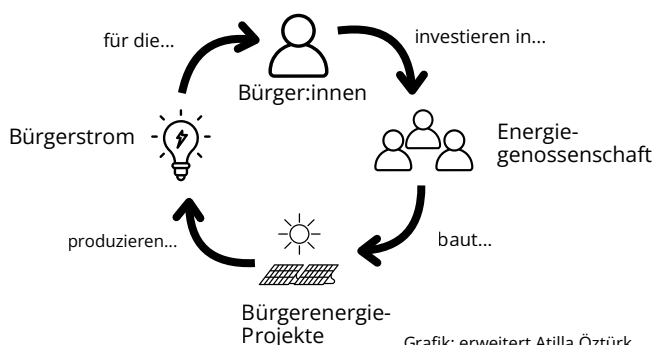 für die...
investieren in...
Bürger:innen
Bürgerstrom
Energie-
genossenschaft
produzieren...
baut...
Bürgerenergie-
Projekte
Grafik: erweitert Atilla Öztürk